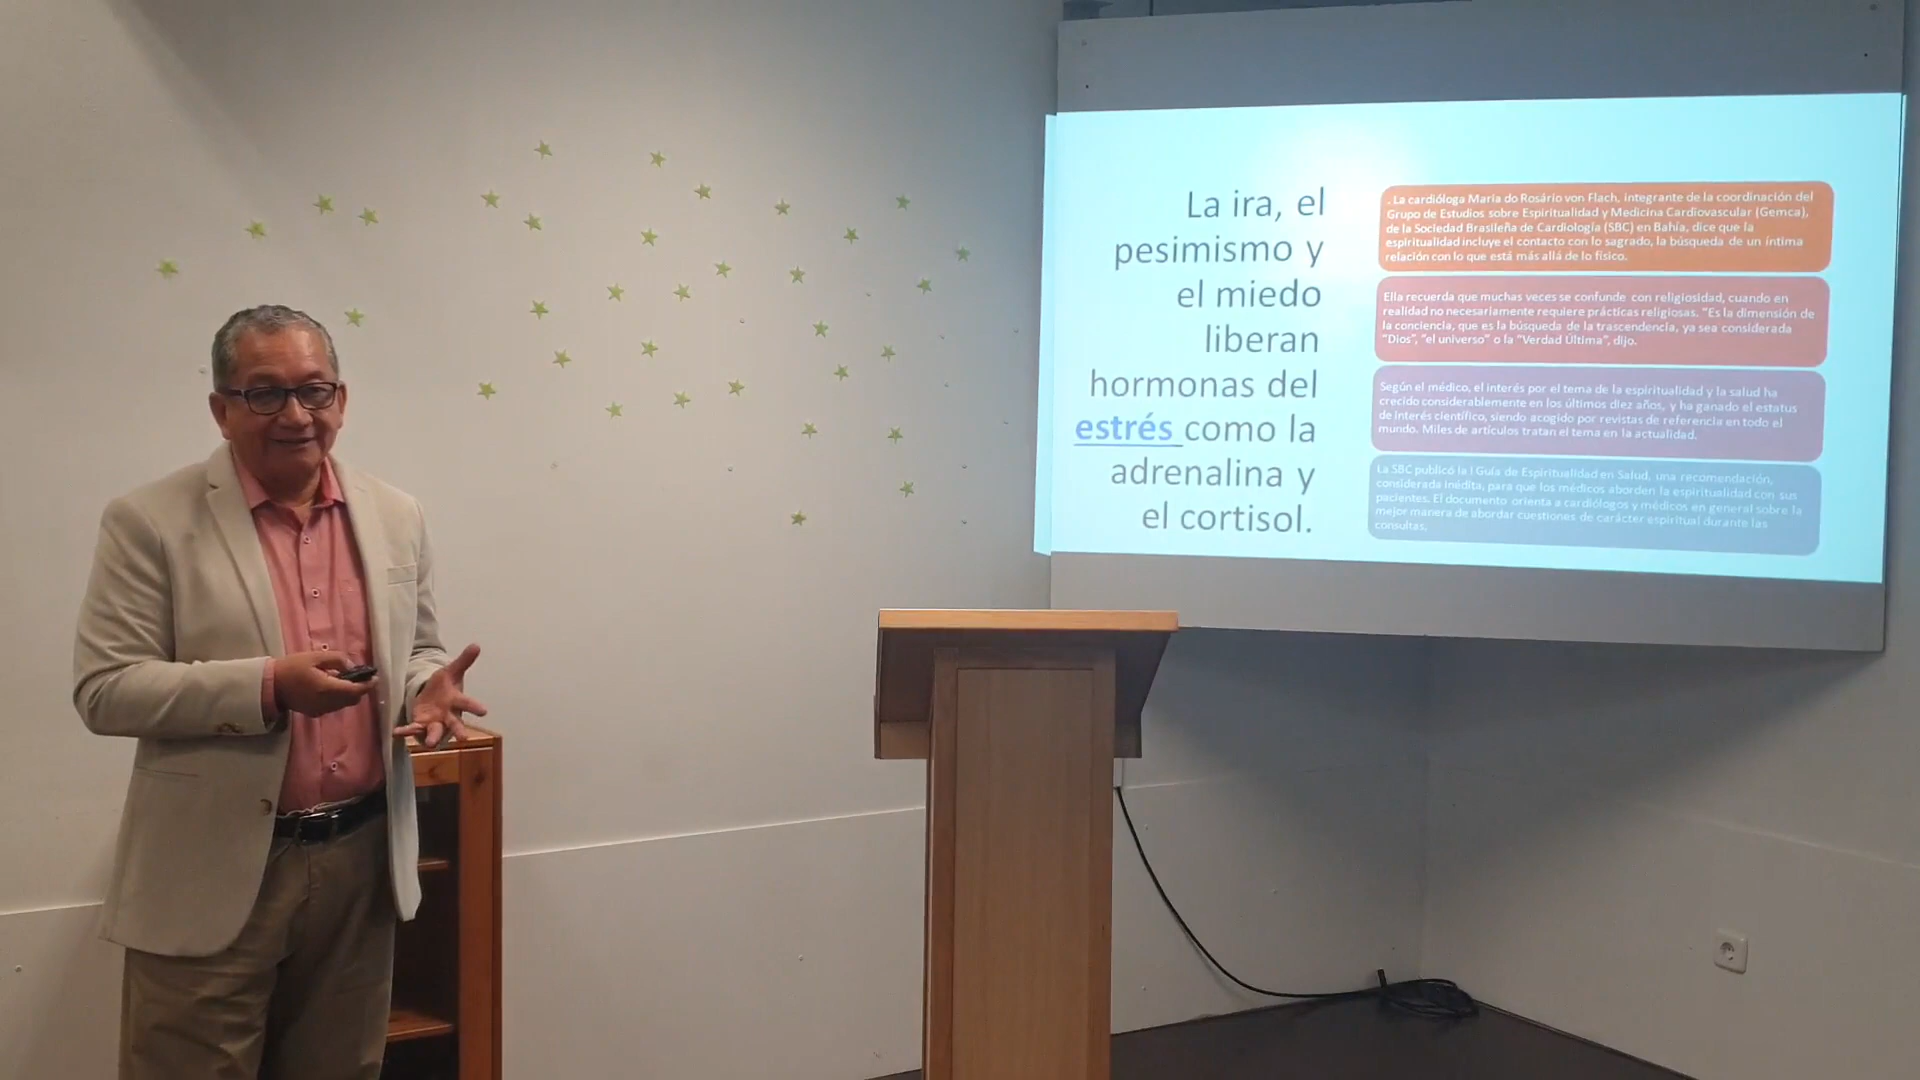 La ira, el
pesimismo y
el miedo
liberan
hormonas del
estrés como la
adrenalina y
el cortisol.
. La cardióloga Maria do Rosário von Flach, integrante de la coordinación del
Grupo de Estudios sobre Espiritualidad y Medicina Cardiovascular (Gemca),
de la Sociedad Brasileña de Cardiología (SBC) en Bahía, dice que la
espiritualidad incluye el contacto con lo sagrado, la búsqueda de un íntima
relación con lo que está más allá de lo físico.
Ella recuerda que muchas veces se confunde con religiosidad, cuando en
realidad no necesariamente requiere prácticas religiosas. "Es la dimensión de
la conciencia, que es la búsqueda de la trascendencia, ya sea considerada
"Dios", "el universo" o la "Verdad Última", dijo.
Según el médico, el interés por el tema de la espiritualidad y la salud ha
crecido considerablemente en los últimos diez años, y ha ganado el estatus
de interés científico, siendo acogido por revistas de referencia en todo el
mundo. Miles de artículos tratan el tema en la actualidad.
La SBC publicó la I Guía de Espiritualidad en Salud, una recomendación,
considerada inédita, para que los médicos aborden la espiritualidad con sus
pacientes. El documento orienta a cardiólogos y médicos en general sobre la
mejor manera de abordar cuestiones de carácter espiritual durante las
consultas.